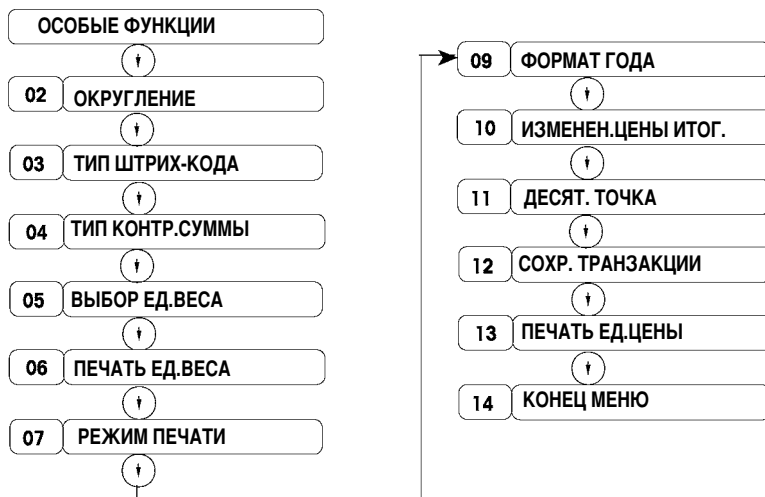 ОСОБЫЕ ФУНКЦИИ
02 ОКРУГЛЕНИЕ
03 ТИП ШТРИХ-КОДА
04 ТИП КОНТР.СУММЫ
05 ВЫБОР ЕД.ВЕСА
06 ПЕЧАТЬ ЕД.ВЕСА
07 РЕЖИМ ПЕЧАТИ
09 ФОРМАТ ГОДА
10 ИЗМЕНЕН.ЦЕНЫ ИТОГ.
11 ДЕСЯТ. ТОЧКА
12 СОХР. ТРАНЗАКЦИИ
13 ПЕЧАТЬ ЕД.ЦЕНЫ
14 КОНЕЦ МЕНЮ